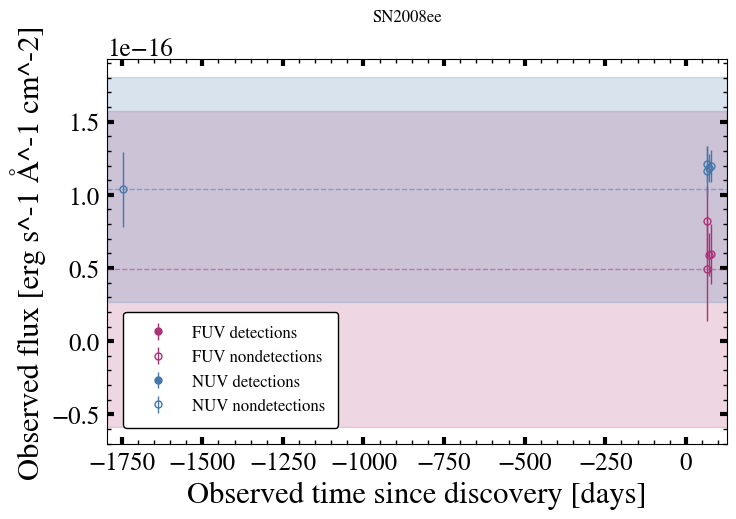 SN2008ee
1e−16
Observed flux [erg s^-1 Å^-1 cm^-2]
1.5
1.0
0.5
0.0
−0.5
FUV detections
FUV nondetections
NUV detections
NUV nondetections
−1750 −1500 −1250 −1000 −750 −500 −250 0
Observed time since discovery [days]